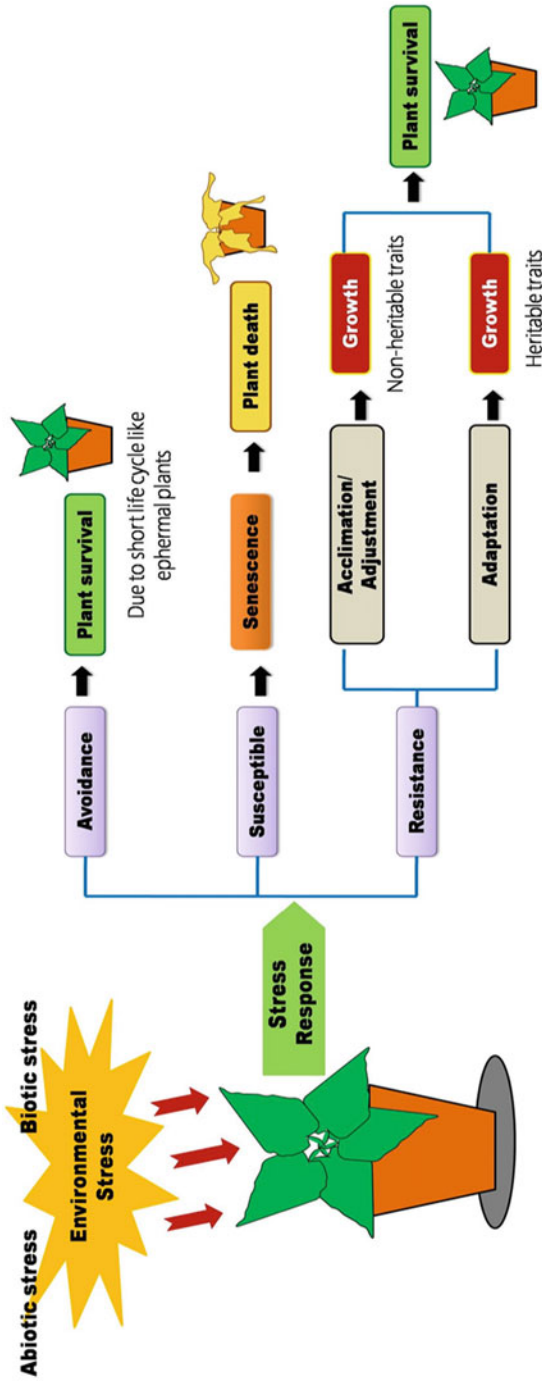 Abiotic stress
Biotic stress
Environmental
Stress
Stress
Response
Avoidance
Plant survival
Due to short life cycle like
ephermal plants
Susceptible
Senescence
Plant death
Resistance
Acclimation/
Adjustment
Growth
Non-heritable traits
Adaptation
Growth
Heritable traits
Plant survival